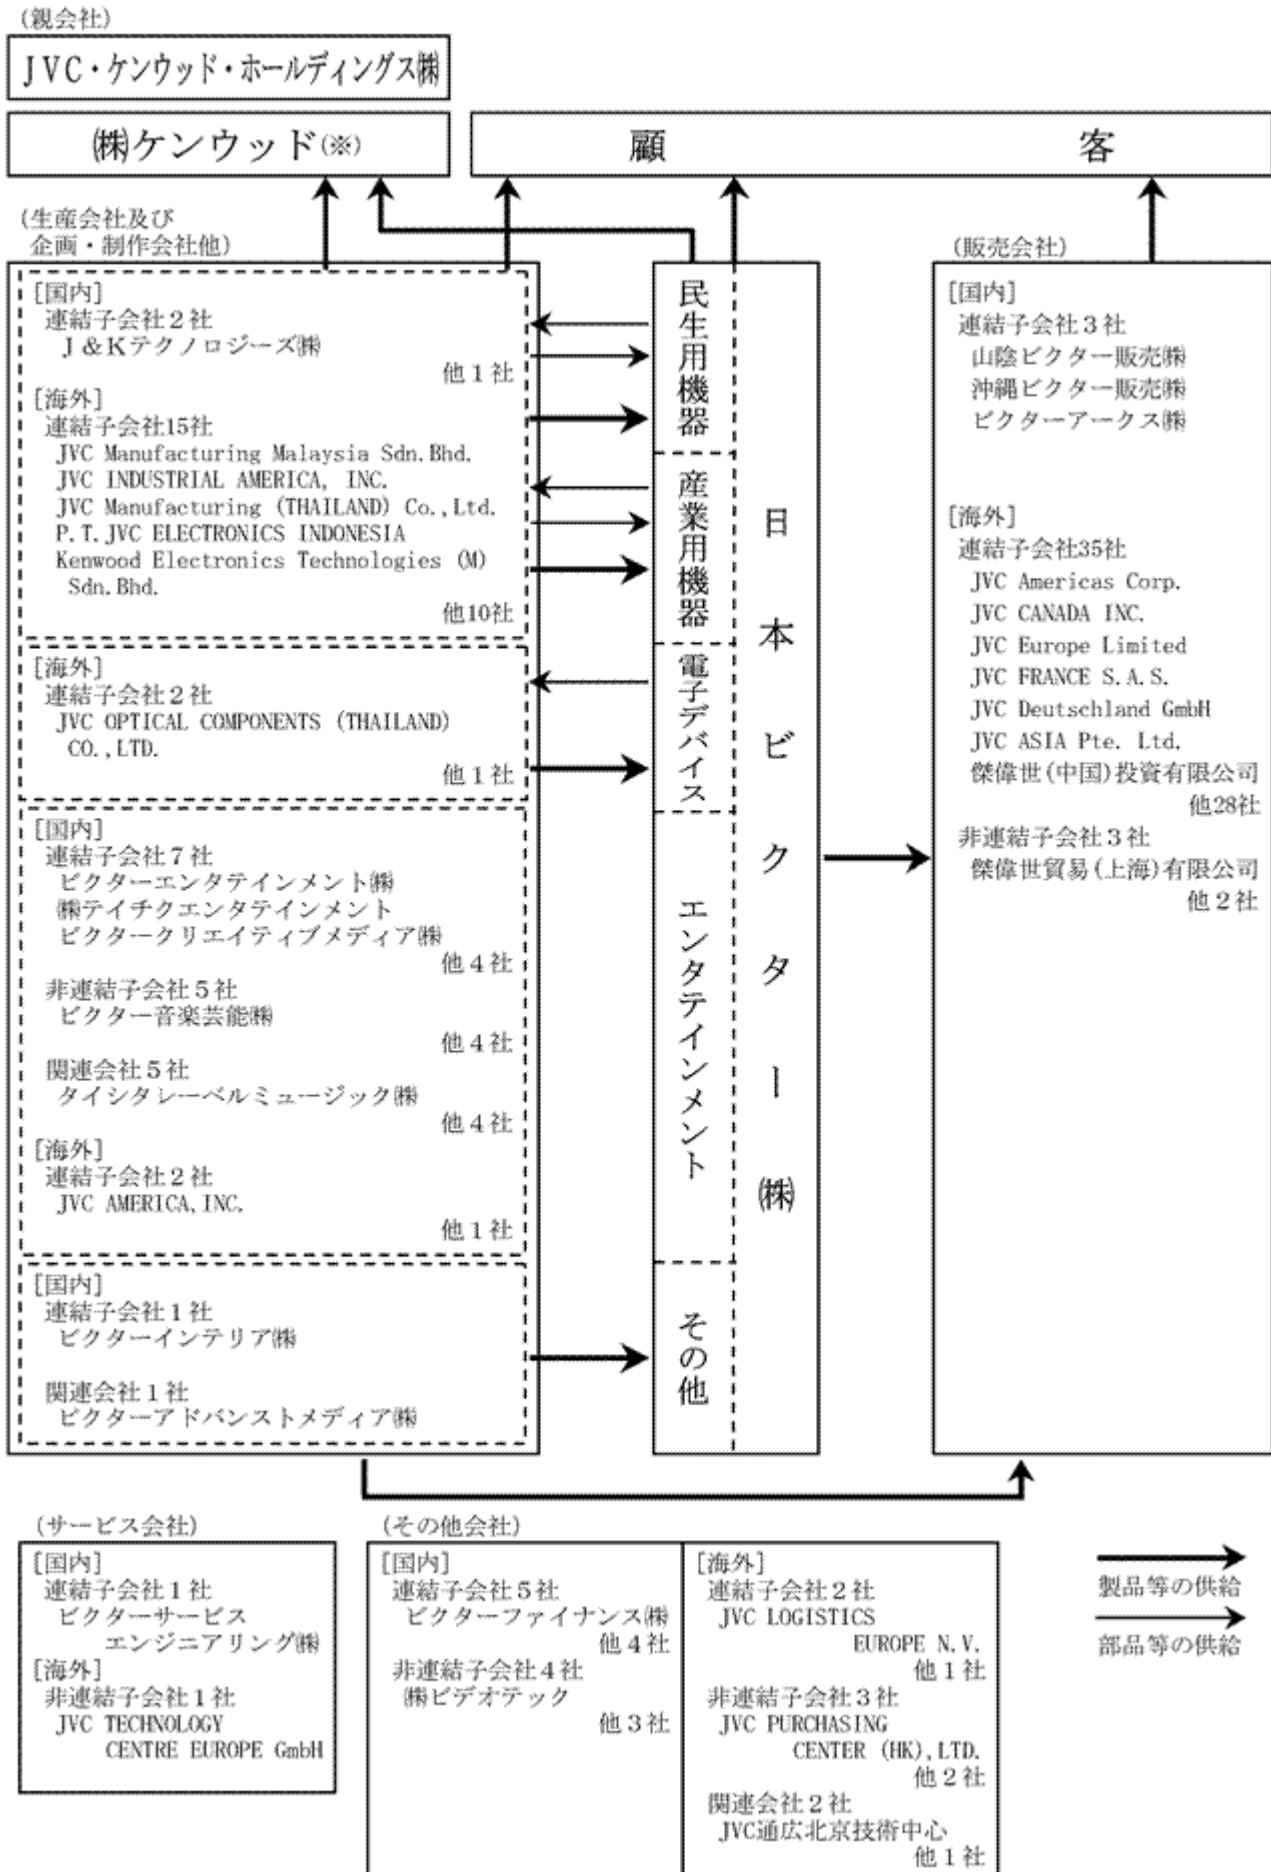 (親会社)
JVC・ケンウッド・ホールディングス㈱
㈱ケンウッド(※)
顧客
(生産会社及び
企画・制作会社他)
[国内]
連結子会社2社
J&Kテクノロジーズ㈱
他1社
[海外]
連結子会社15社
JVC Manufacturing Malaysia Sdn.Bhd.
JVC INDUSTRIAL AMERICA, INC.
JVC Manufacturing (THAILAND) Co.,Ltd.
P.T.JVC ELECTRONICS INDONESIA
Kenwood Electronics Technologies (M)
Sdn.Bhd.
他10社
[海外]
連結子会社2社
JVC OPTICAL COMPONENTS (THAILAND)
CO.,LTD.
他1社
[国内]
連結子会社7社
ビクターエンタテインメント㈱
㈱テイチクエンタテインメント
ビクタークリエイティブメディア㈱
他4社
非連結子会社5社
ビクター音楽芸能㈱
他4社
関連会社5社
タイシタレーベルミュージック㈱
他4社
[海外]
連結子会社2社
JVC AMERICA,INC.
他1社
[国内]
連結子会社1社
ビクターインテリア㈱
関連会社1社
ビクターアドバンストメディア㈱
民生用機器
産業用機器
電子デバイス
エンタテインメント
その他
日本ビクター㈱
(販売会社)
[国内]
連結子会社3社
山陰ビクター販売㈱
沖縄ビクター販売㈱
ビクターアークス㈱
[海外]
連結子会社35社
JVC Americas Corp.
JVC CANADA INC.
JVC Europe Limited
JVC FRANCE S.A.S.
JVC Deutschland GmbH
JVC ASIA Pte. Ltd.
傑偉世(中国)投資有限公司
他28社
非連結子会社3社
傑偉世貿易(上海)有限公司
他2社
(サービス会社)
[国内]
連結子会社1社
ビクターサービス
エンジニアリング㈱
[海外]
非連結子会社1社
JVC TECHNOLOGY
CENTRE EUROPE GmbH
(その他会社)
[国内]
連結子会社5社
ビクターファイナンス㈱
他4社
非連結子会社4社
㈱ビデオテック
他3社
[海外]
連結子会社2社
JVC LOGISTICS
EUROPE N.V.
他1社
非連結子会社3社
JVC PURCHASING
CENTER (HK),LTD.
他2社
関連会社2社
JVC通広北京技術中心
他1社
製品等の供給
部品等の供給